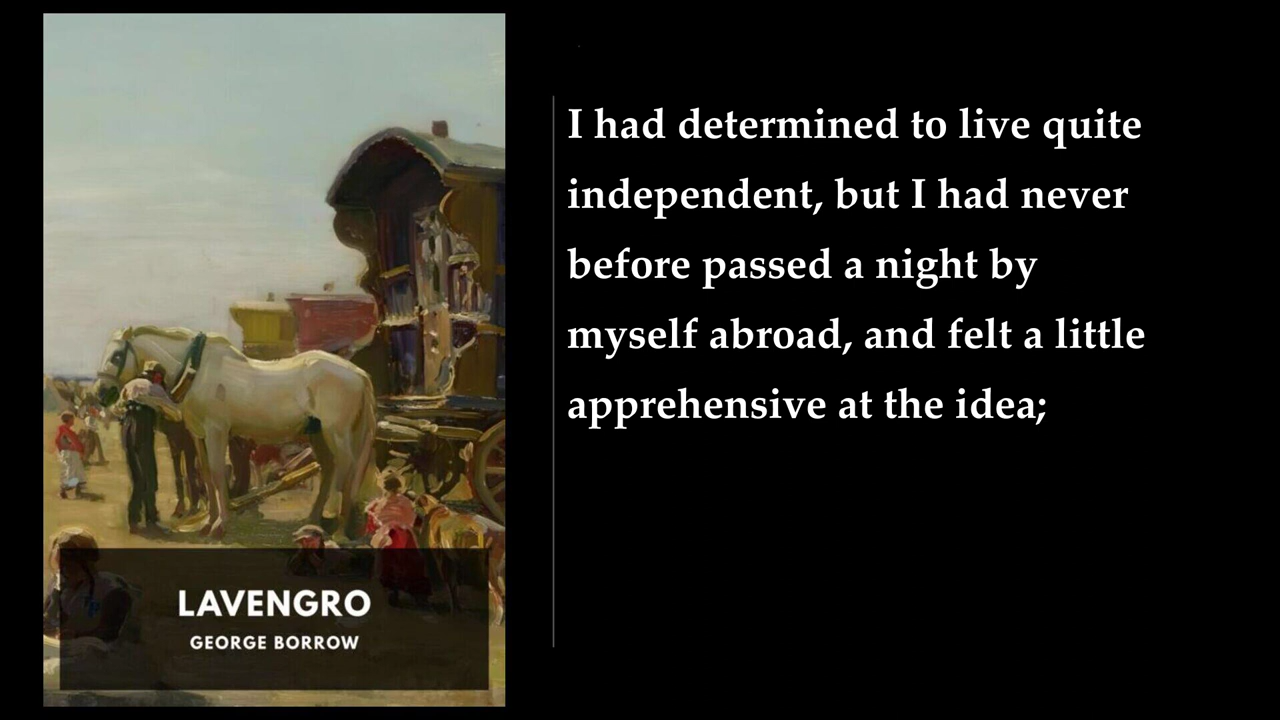 LAVENGRO
GEORGE BORROW
I had determined to live quite
independent, but I had never
before passed a night by
myself abroad, and felt a little
apprehensive at the idea;